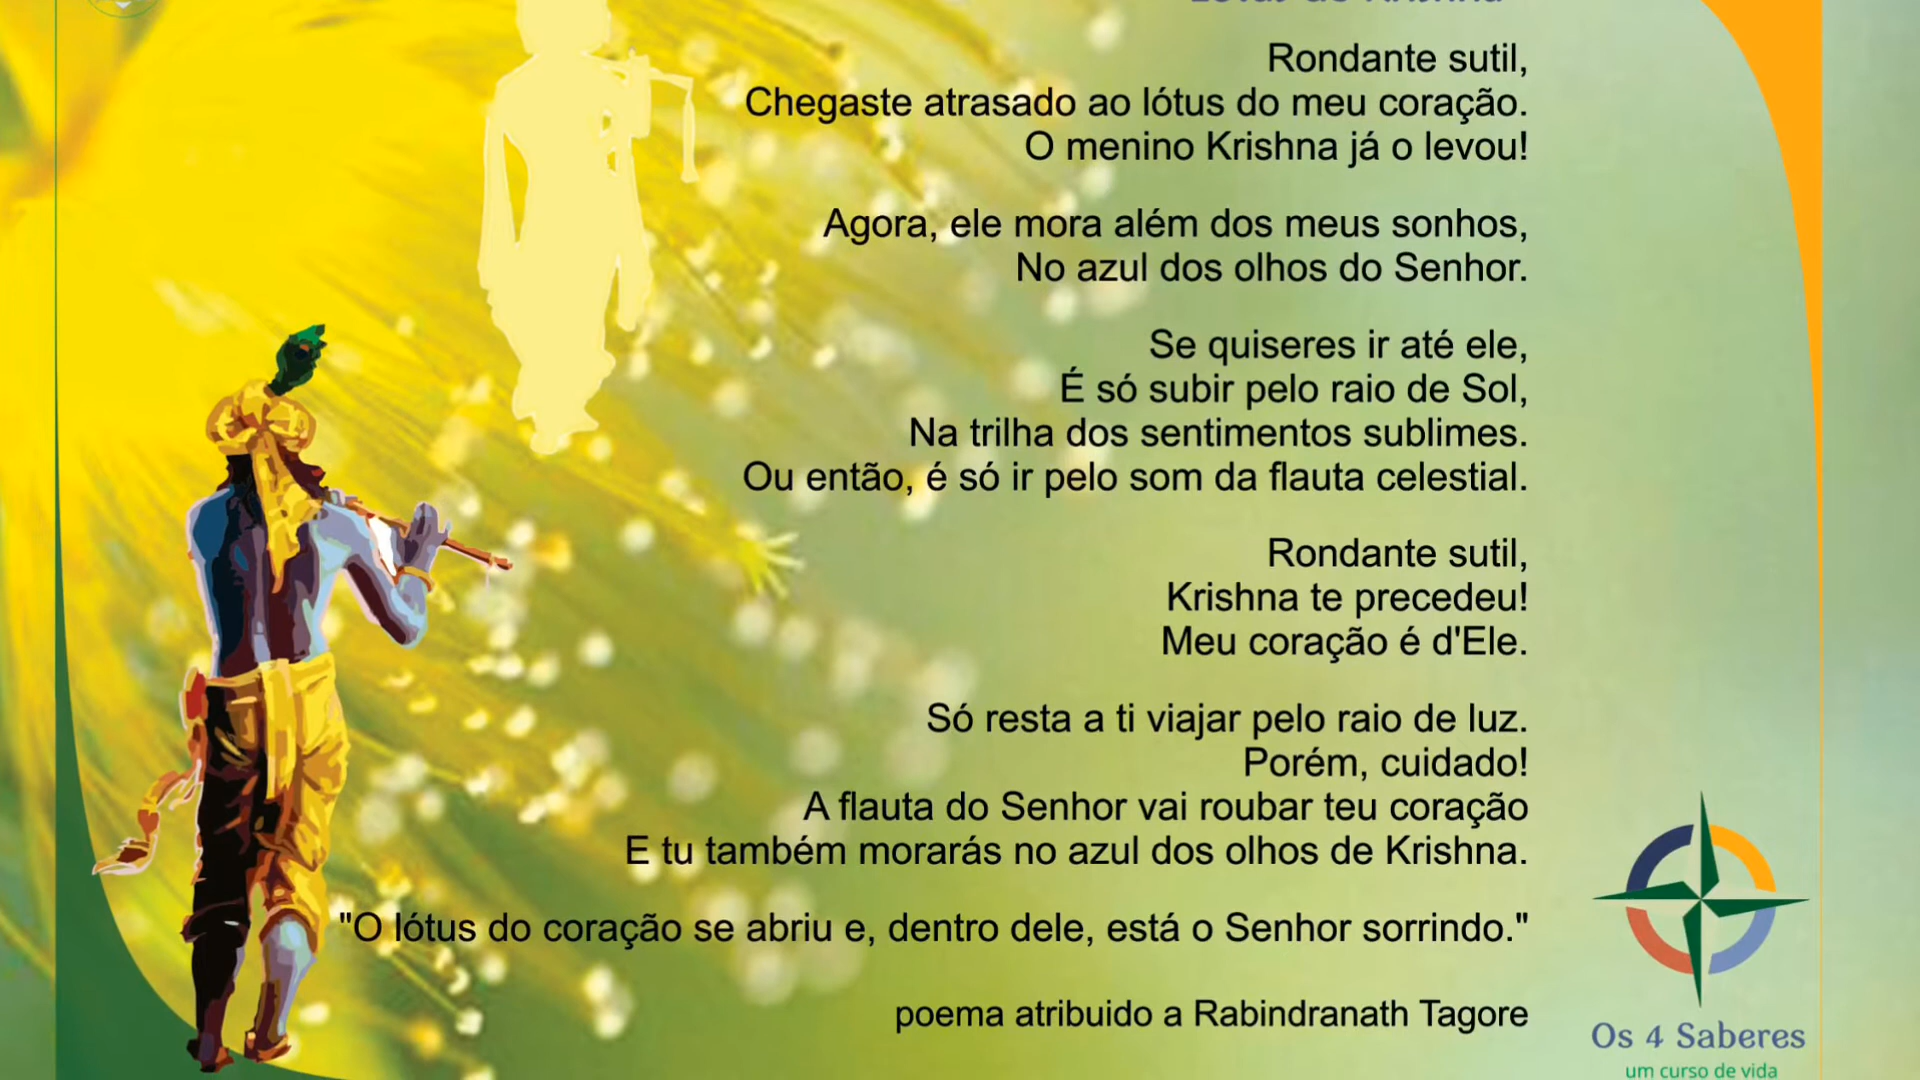 Rondante sutil,
Chegaste atrasado ao lótus do meu coração.
O menino Krishna já o levou!
Agora, ele mora além dos meus sonhos,
No azul dos olhos do Senhor.
Se quiseres ir até ele,
É só subir pelo raio de Sol,
Na trilha dos sentimentos sublimes.
Ou então, é só ir pelo som da flauta celestial.
Rondante sutil,
Krishna te precedeu!
Meu coração é d'Ele.
Só resta a ti viajar pelo raio de luz.
Porém, cuidado!
A flauta do Senhor vai roubar teu coração
E tu também morarás no azul dos olhos de Krishna.
"O lótus do coração se abriu e, dentro dele, está o Senhor sorrindo."
poema atribuido a Rabindranath Tagore
Os 4 Saberes
um curso de vida